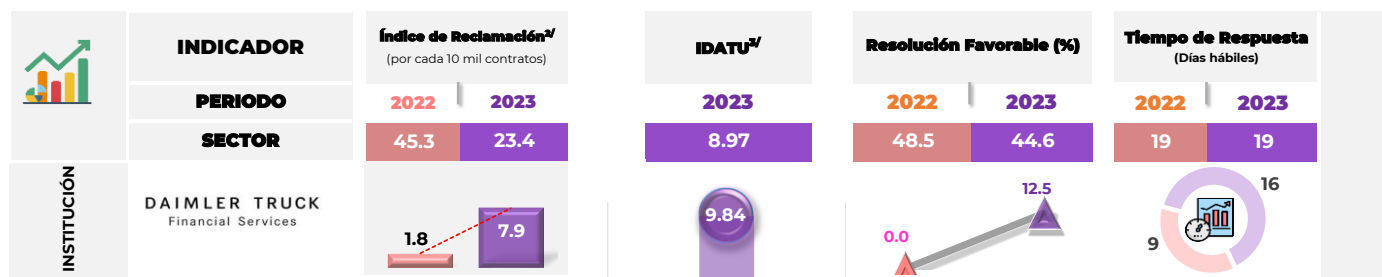 INDICADOR
Índice de Reclamación2/
(por cada 10 mil contratos)
IDATU3/
Resolución Favorable (%)
Tiempo de Respuesta
(Días hábiles)
PERIODO
2022
2023
2023
2022
2023
2022
2023
SECTOR
45.3
23.4
8.97
48.5
44.6
19
19
INSTITUCIÓN
DAIMLER TRUCK
Financial Services
1.8
7.9
9.84
0.0
12.5
9
16